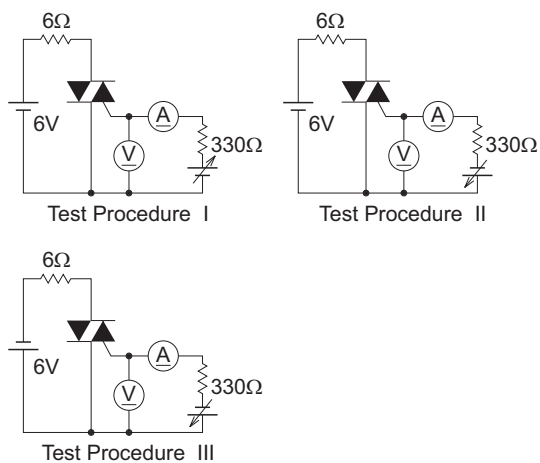 6Ω
6V
A
V
330Ω
Test Procedure I
6Ω
6V
A
V
330Ω
Test Procedure II
6Ω
6V
A
V
330Ω
Test Procedure III